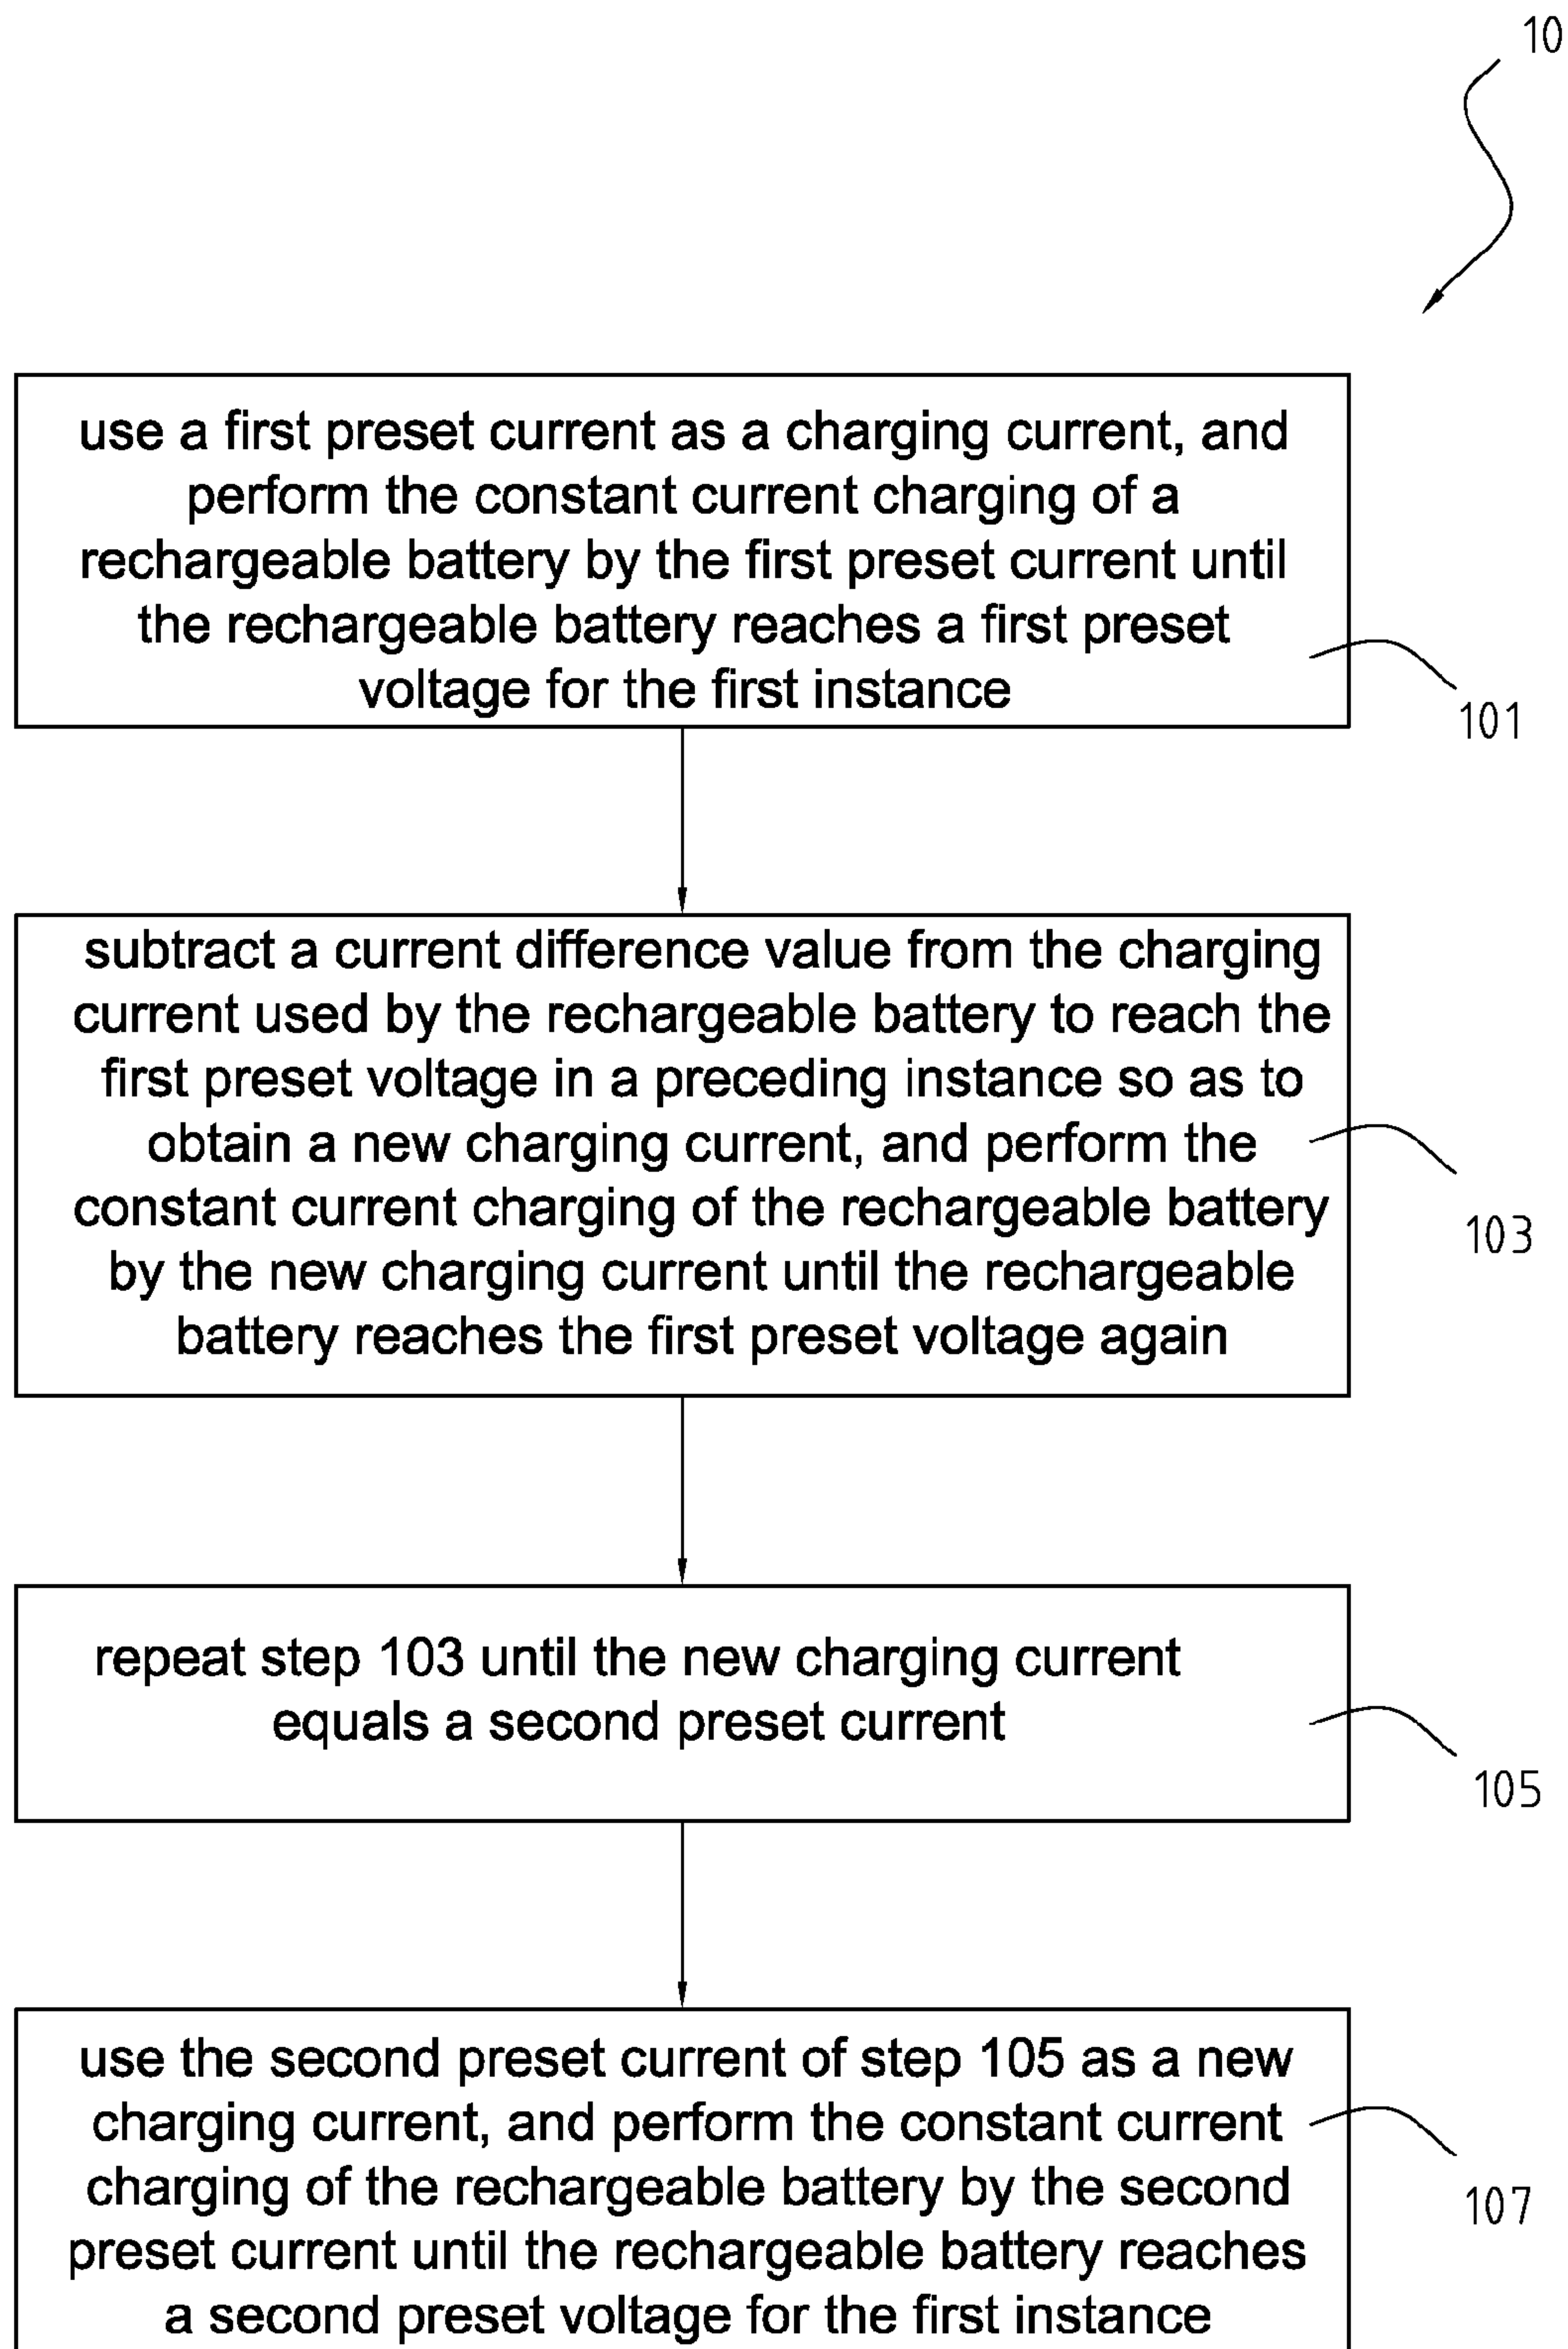 10
use a first preset current as a charging current, and
perform the constant current charging of a
rechargeable battery by the first preset current until
the rechargeable battery reaches a first preset
voltage for the first instance
101
subtract a current difference value from the charging
current used by the rechargeable battery to reach the
first preset voltage in a preceding instance so as to
obtain a new charging current, and perform the
constant current charging of the rechargeable battery
by the new charging current until the rechargeable
battery reaches the first preset voltage again
103
repeat step 103 until the new charging current
equals a second preset current
105
use the second preset current of step 105 as a new
charging current, and perform the constant current
charging of the rechargeable battery by the second
preset current until the rechargeable battery reaches
a second preset voltage for the first instance
107